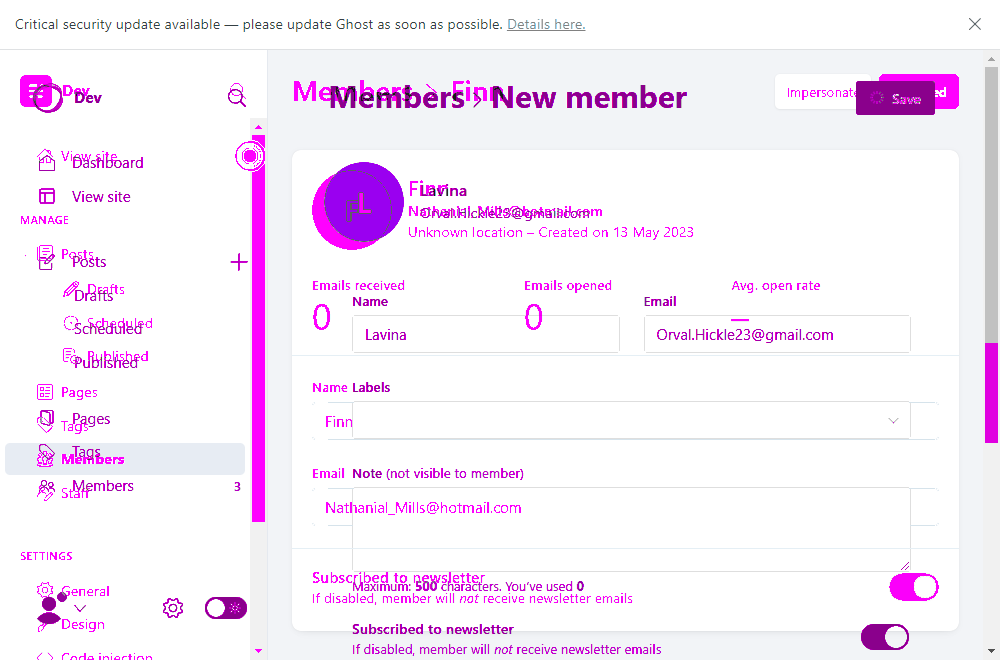 Critical security update available — please update Ghost as soon as possible. Details here.
Dev
Dev
Members > Finn
Members › New member
Impersonate
Save
View site
Dashboard
View site
MANAGE
Posts
Posts
Drafts
Drafts
Scheduled
Scheduled
Published
Published
Pages
Pages
Tags
Tags
Members
Members
3
Staff
SETTINGS
General
Design
Code injection
L
Finn
Lavina
Nathanial_Mills@hotmail.com
Orval.Hickle23@gmail.com
Unknown location – Created on 13 May 2023
Emails received
Emails opened
Avg. open rate
0
0
—
Name
Email
Lavina
Orval.Hickle23@gmail.com
Name
Labels
Finn
Email
Note (not visible to member)
Nathanial_Mills@hotmail.com
Subscribed to newsletter
Maximum: 500 characters. You've used 0
If disabled, member will not receive newsletter emails
Subscribed to newsletter
If disabled, member will not receive newsletter emails